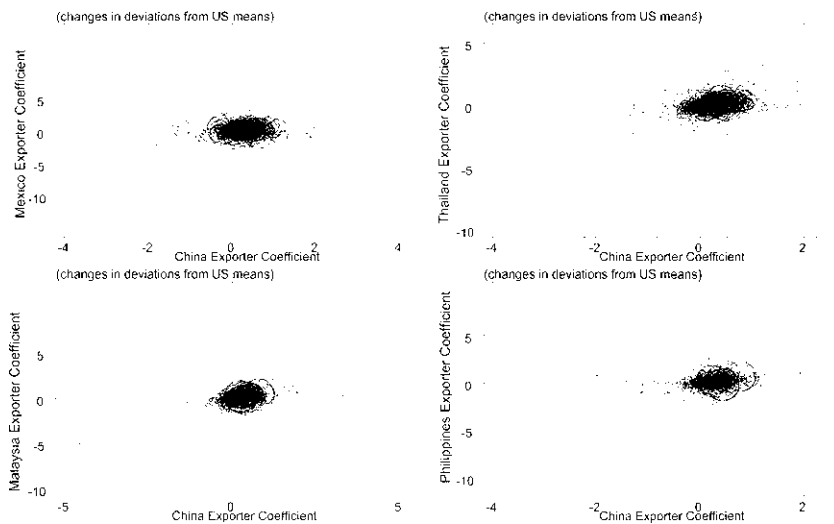 (changes in deviations from US means)
Mexico Exporter Coefficient
5
0
-5
-10
-4
-2
0
2
4
China Exporter Coefficient
(changes in deviations from US means)
Thailand Exporter Coefficient
5
0
-5
-10
-4
-2
0
2
China Exporter Coefficient
(changes in deviations from US means)
Malaysia Exporter Coefficient
5
0
-5
-10
-5
0
5
China Exporter Coefficient
(changes in deviations from US means)
Philippines Exporter Coefficient
5
0
-5
-10
-4
-2
0
2
China Exporter Coefficient